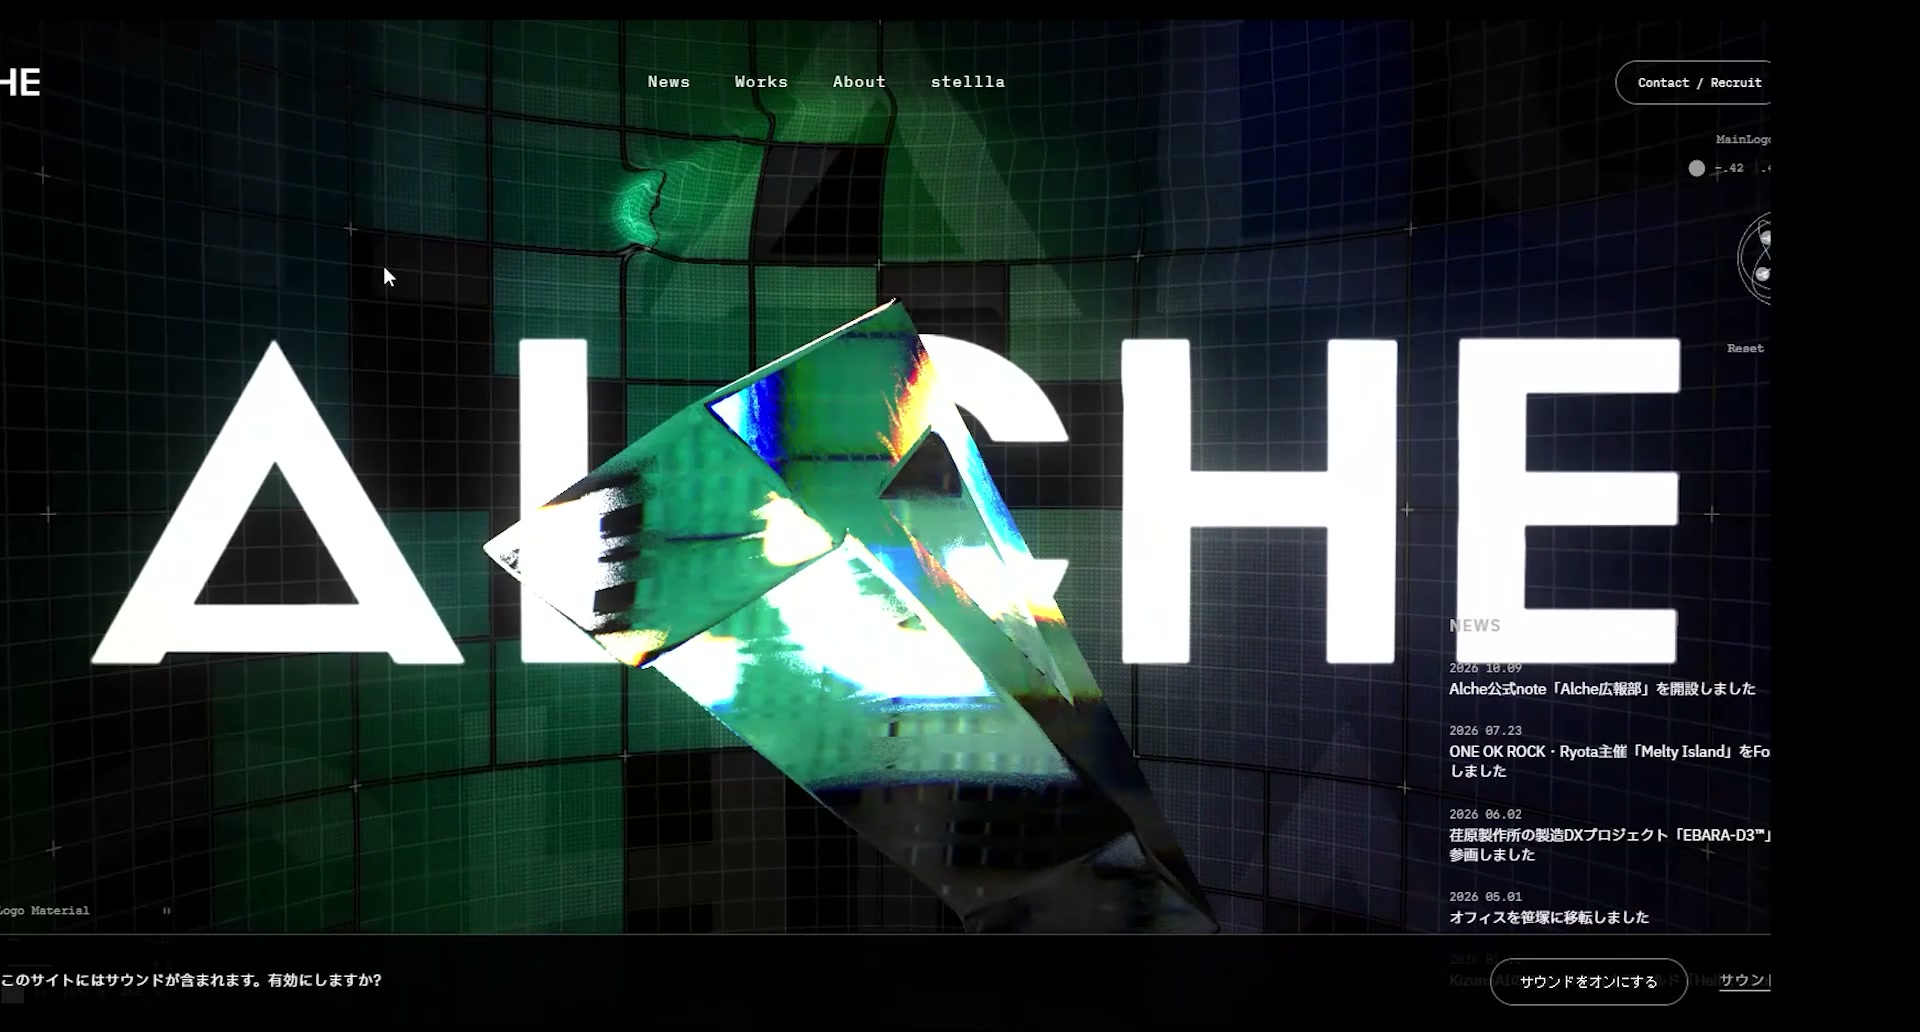 HE
News
Works
About
stellla
Contact / Recruit
MainLogo
-.42
Reset
ALCHE
NEWS
2026 10.09
Alche公式note「Alche広報部」を開設しました
2026 07.23
ONE OK ROCK・Ryota主催「Melty Island」をFo
しました
2026 06.02
荏原製作所の製造DXプロジェクト「EBARA-D3™」
参画しました
2026 05.01
オフィスを笹塚に移転しました
Logo Material
このサイトにはサウンドが含まれます。有効にしますか?
サウンドをオンにする
サウン